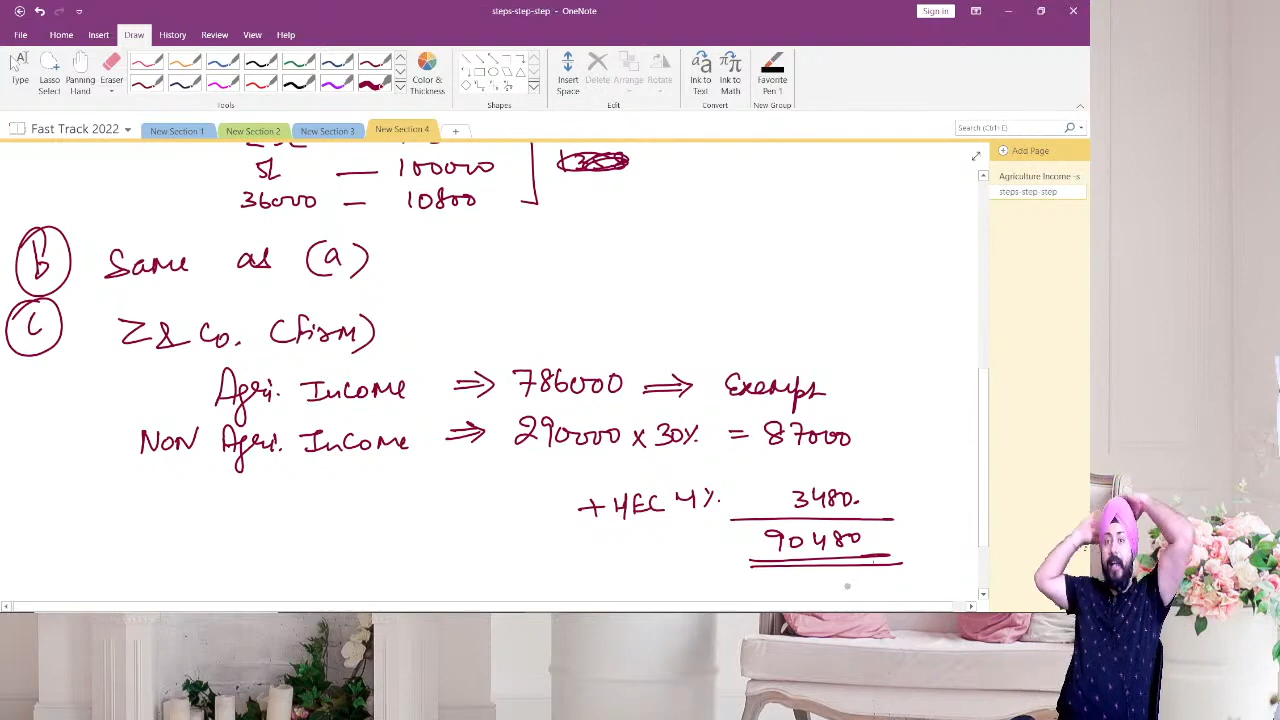 steps-step-step - OneNote
Sign in
File Home Insert Draw History Review View Help
Type Lasso Select Panning Hand Eraser
Color & Thickness
Insert Space Delete Arrange Rotate
Ink to Text Ink to Math
Favorite Pen 1
Tools Shapes Edit Convert New Group
Fast Track 2022 New Section 1 New Section 2 New Section 3 New Section 4
Search (Ctrl+E)
Add Page
Agriculture Income -s
steps-step-step
5L — 100000
36000 — 10800
b Same as (a)
C Z & Co. (firm)
Agri. Income ⇒ 786000 ⇒ Exempt
NON Agri. InCome ⇒ 290000 x 30% = 87000
+ HEC 4% 3480.
90480